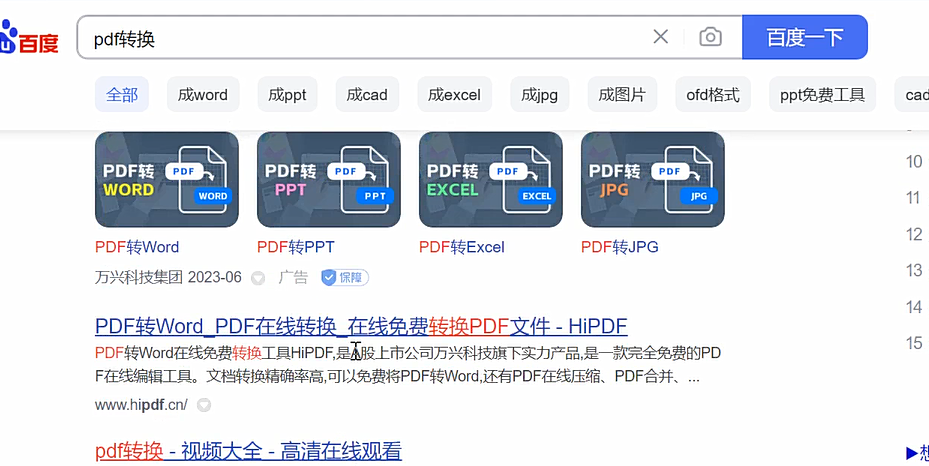 百度
pdf转换
百度一下
全部 成word 成ppt 成cad 成excel 成jpg 成图片 ofd格式 ppt免费工具 cad
PDF转 WORD PDF WORD
PDF转 PPT PDF PPT
PDF转 EXCEL PDF EXCEL
PDF转 JPG PDF JPG
PDF转Word PDF转PPT PDF转Excel PDF转JPG
万兴科技集团 2023-06 广告 保障
PDF转Word_PDF在线转换_在线免费转换PDF文件 - HiPDF
PDF转Word在线免费转换工具HiPDF,是A股上市公司万兴科技旗下实力产品,是一款完全免费的PD
F在线编辑工具。文档转换精确率高,可以免费将PDF转Word,还有PDF在线压缩、PDF合并、...
www.hipdf.cn/
pdf转换 - 视频大全 - 高清在线观看
10
11
12
13
14
15